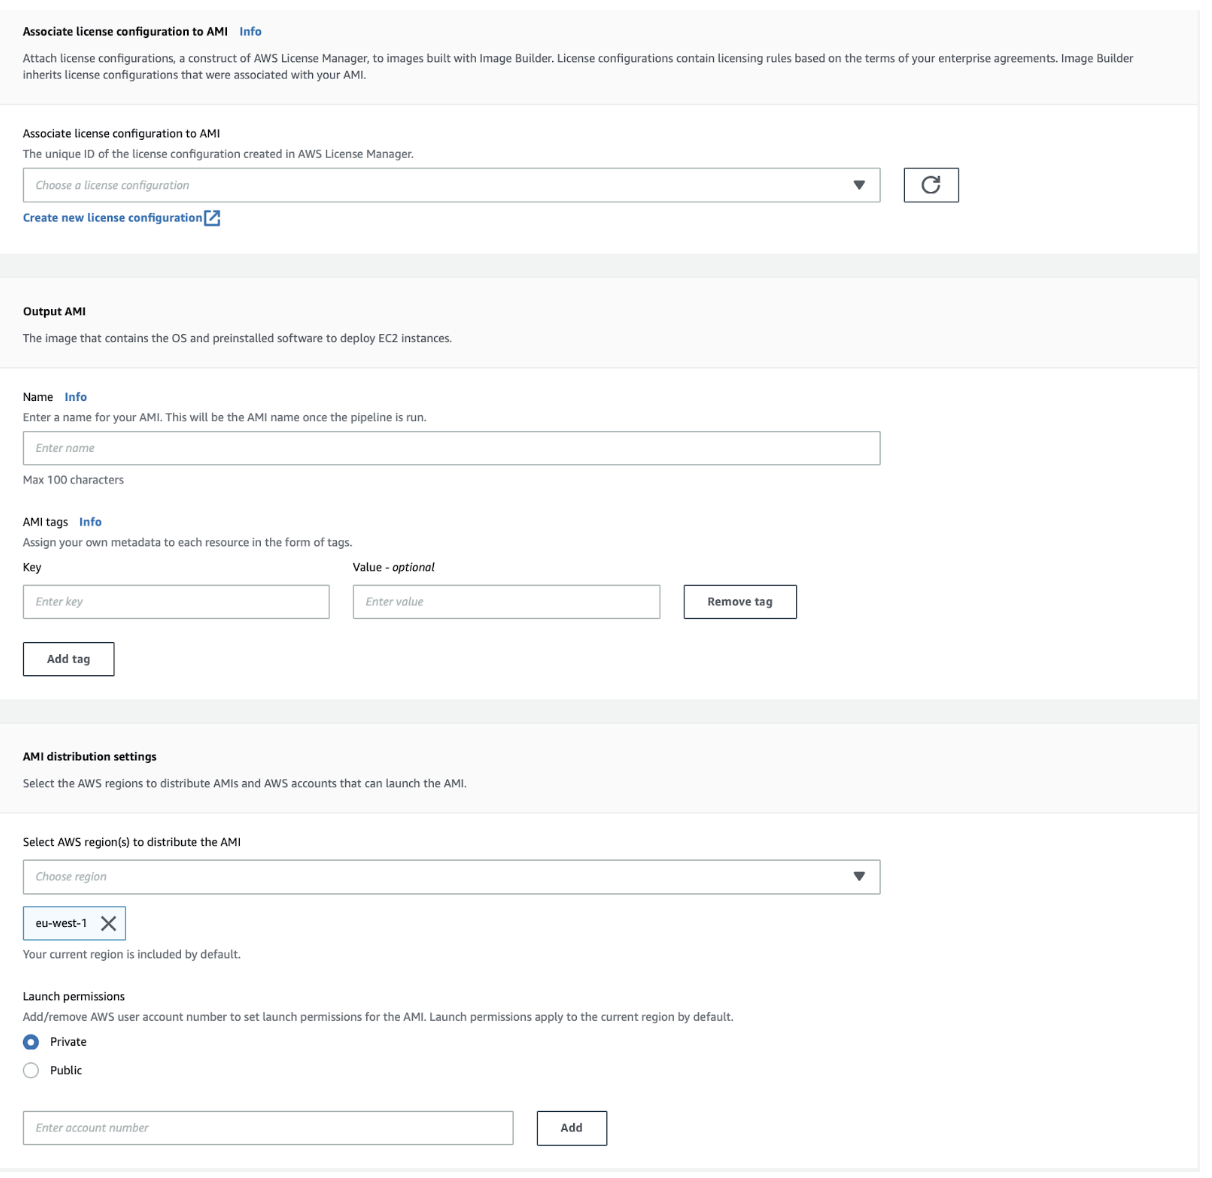 Associate license configuration to AMI Info
Attach license configurations, a construct of AWS License Manager, to images built with Image Builder. License configurations contain licensing rules based on the terms of your enterprise agreements. Image Builder
inherits license configurations that were associated with your AMI.
Associate license configuration to AMI
The unique ID of the license configuration created in AWS License Manager.
Choose a license configuration
Create new license configuration
Output AMI
The image that contains the OS and preinstalled software to deploy EC2 instances.
Name Info
Enter a name for your AMI. This will be the AMI name once the pipeline is run.
Enter name
Max 100 characters
AMI tags Info
Assign your own metadata to each resource in the form of tags.
Key Value - optional
Enter key Enter value Remove tag
Add tag
AMI distribution settings
Select the AWS regions to distribute AMIs and AWS accounts that can launch the AMI.
Select AWS region(s) to distribute the AMI
Choose region
eu-west-1
Your current region is included by default.
Launch permissions
Add/remove AWS user account number to set launch permissions for the AMI. Launch permissions apply to the current region by default.
Private
Public
Enter account number Add